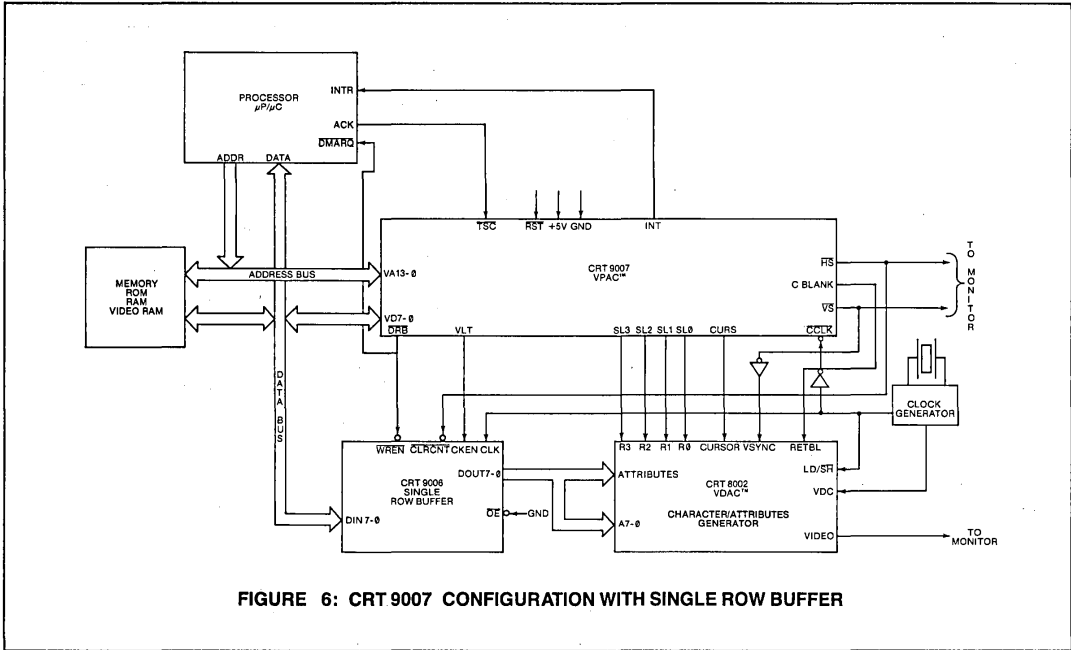 PROCESSOR
µP/µC
INTR
ACK
DMARQ
ADDR DATA
TSC RST +5V GND INT
CRT 9007
VPAC™
VA13-0
VD7-0
DRB VLT SL3 SL2 SL1 SL0 CURS CCLK
HS
C BLANK
VS
TO MONITOR
MEMORY
ROM
RAM
VIDEO RAM
ADDRESS BUS
DATA BUS
CLOCK
GENERATOR
WREN CLRCNT CKEN CLK
DOUT7-0
CRT 9006
SINGLE
ROW BUFFER
OE
GND
DIN 7-0
R3 R2 R1 R0 CURSOR VSYNC RETBL
LD/SH
ATTRIBUTES
CRT 8002
VDAC™
VDC
CHARACTER/ATTRIBUTES
GENERATOR
A7-0
VIDEO
TO
MONITOR
FIGURE 6: CRT 9007 CONFIGURATION WITH SINGLE ROW BUFFER